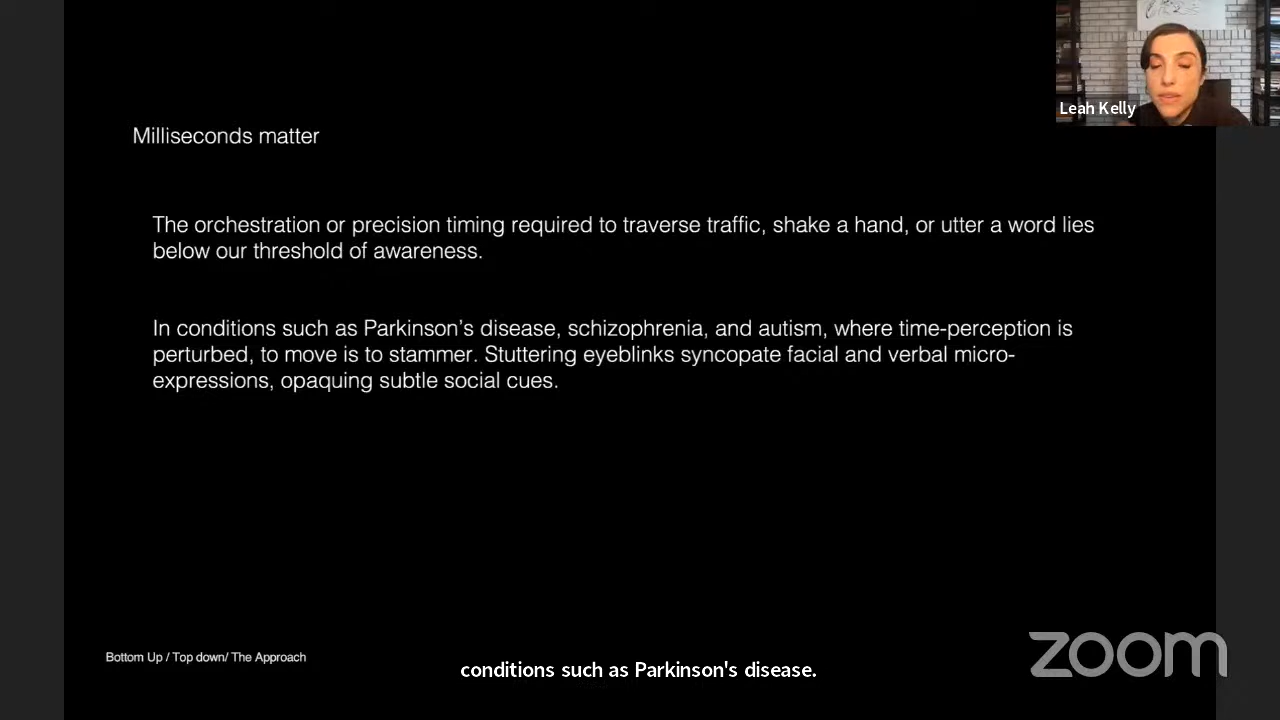 Leah Kelly
Milliseconds matter
The orchestration or precision timing required to traverse traffic, shake a hand, or utter a word lies
below our threshold of awareness.
In conditions such as Parkinson’s disease, schizophrenia, and autism, where time-perception is
perturbed, to move is to stammer. Stuttering eyeblinks syncopate facial and verbal micro-
expressions, opaquing subtle social cues.
Bottom Up / Top down/ The Approach
conditions such as Parkinson's disease.
zoom